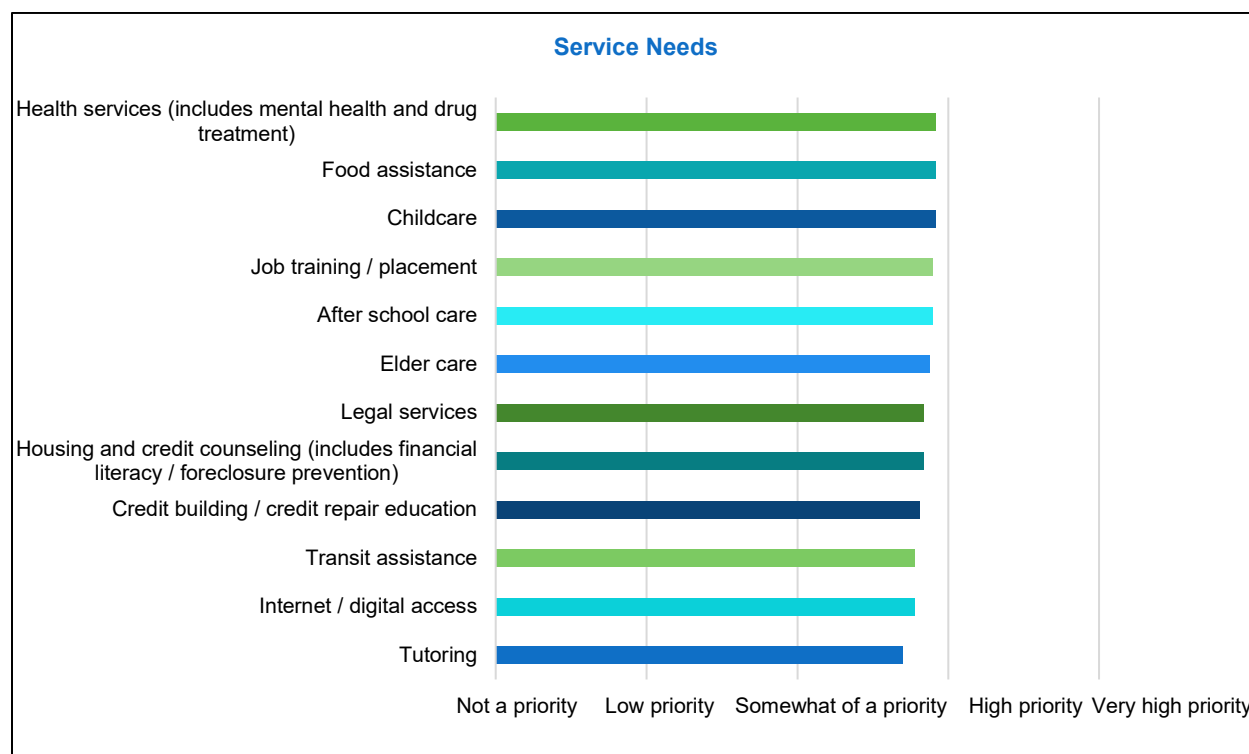 Service Needs
Health services (includes mental health and drug
treatment)
Food assistance
Childcare
Job training / placement
After school care
Elder care
Legal services
Housing and credit counseling (includes financial
literacy / foreclosure prevention)
Credit building / credit repair education
Transit assistance
Internet / digital access
Tutoring
Not a priority Low priority Somewhat of a priority High priority Very high priority